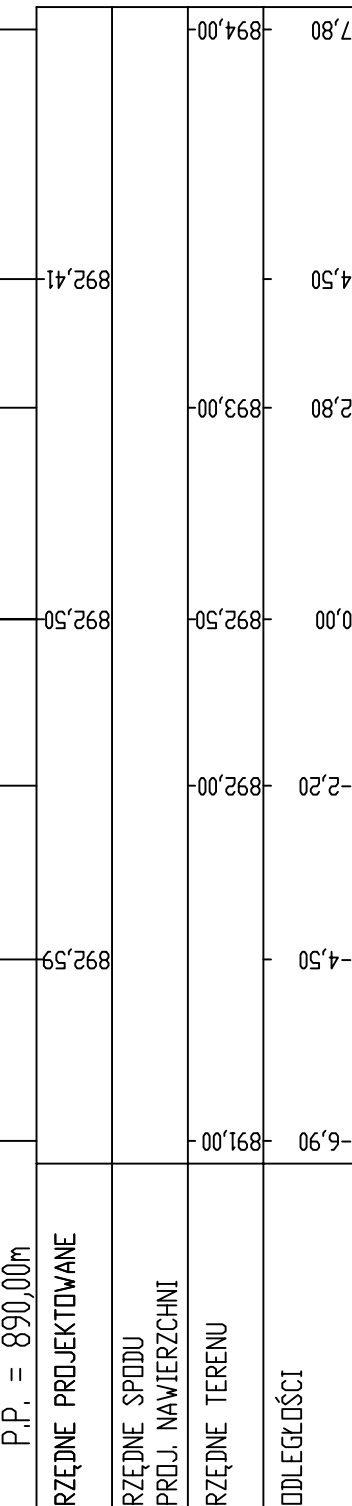 P.P. = 890,00m
RZĘDNE PROJEKTOWANE
892,59
892,50
892,41
RZĘDNE SPODU
PROJ. NAWIERZCHNI
RZĘDNE TERENU
891,00
892,00
892,50
893,00
894,00
ODLEGŁOŚCI
-6,90
-4,50
-2,20
0,00
2,80
4,50
7,80